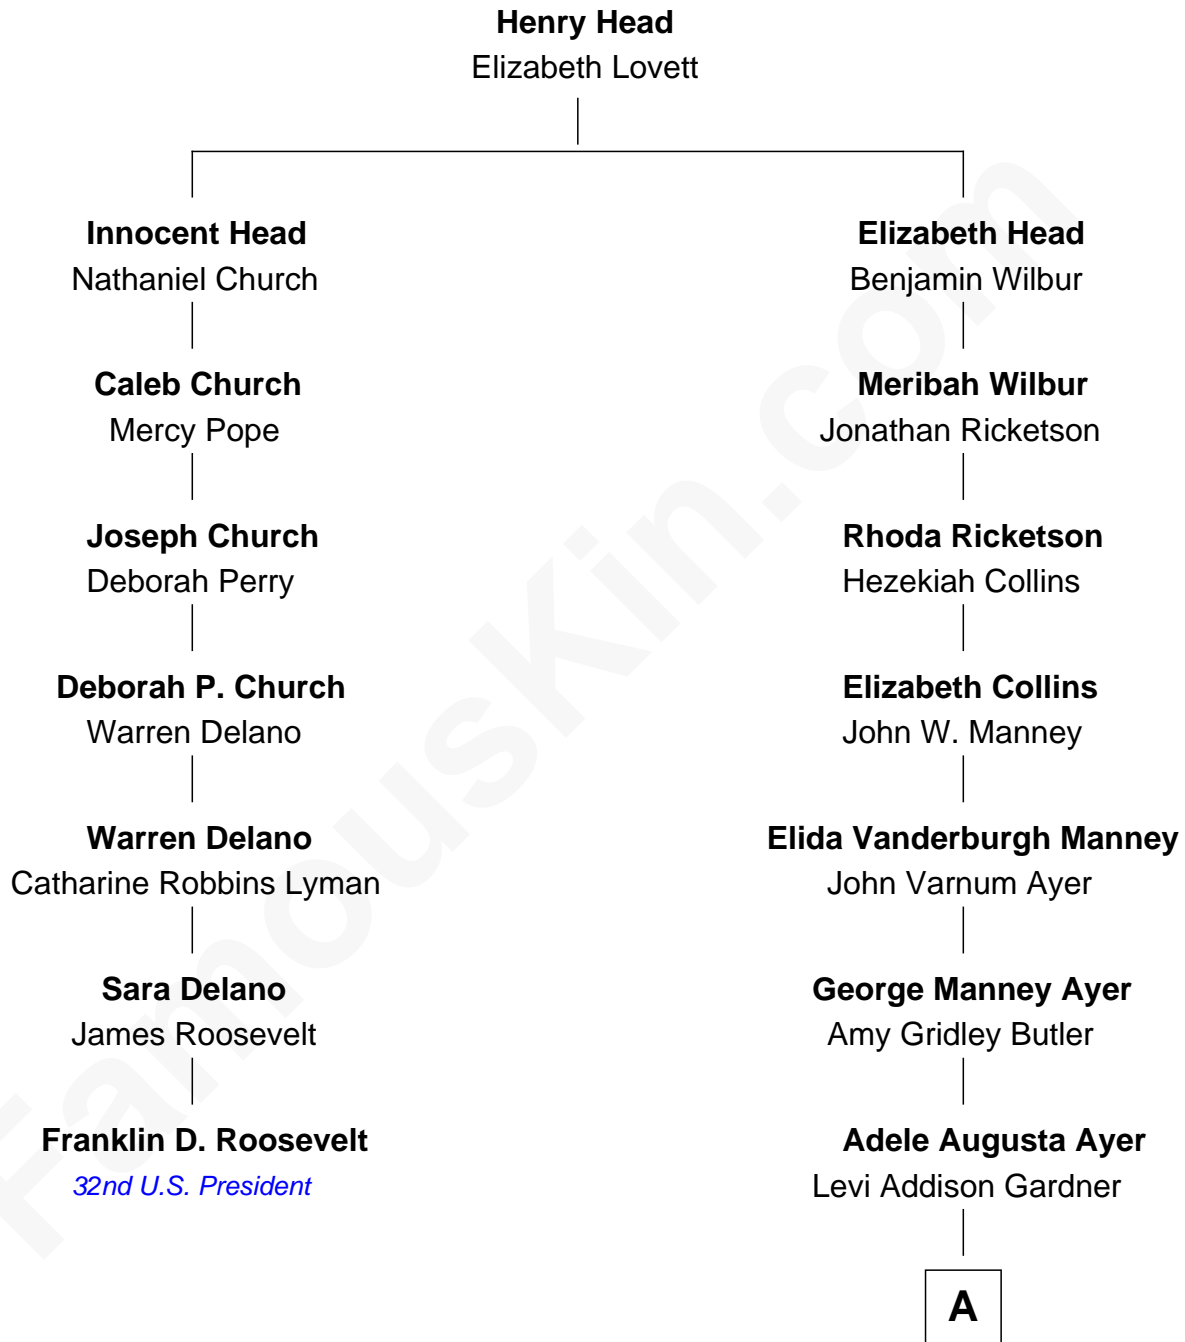 Henry Head
Elizabeth Lovett
Innocent Head
Nathaniel Church
Elizabeth Head
Benjamin Wilbur
Caleb Church
Mercy Pope
Meribah Wilbur
Jonathan Ricketson
Joseph Church
Deborah Perry
Rhoda Ricketson
Hezekiah Collins
Deborah P. Church
Warren Delano
Elizabeth Collins
John W. Manney
Warren Delano
Catharine Robbins Lyman
Elida Vanderburgh Manney
John Varnum Ayer
Sara Delano
James Roosevelt
George Manney Ayer
Amy Gridley Butler
Franklin D. Roosevelt
32nd U.S. President
Adele Augusta Ayer
Levi Addison Gardner
A
FamousKin.com